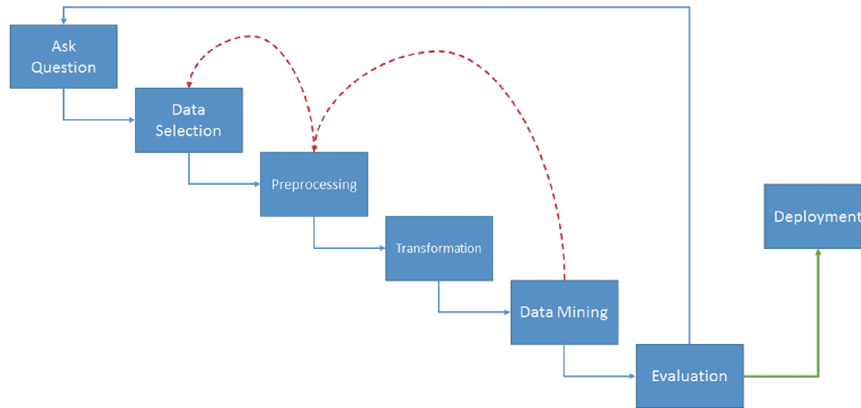 Ask
Question
Data
Selection
Preprocessing
Transformation
Data Mining
Evaluation
Deployment